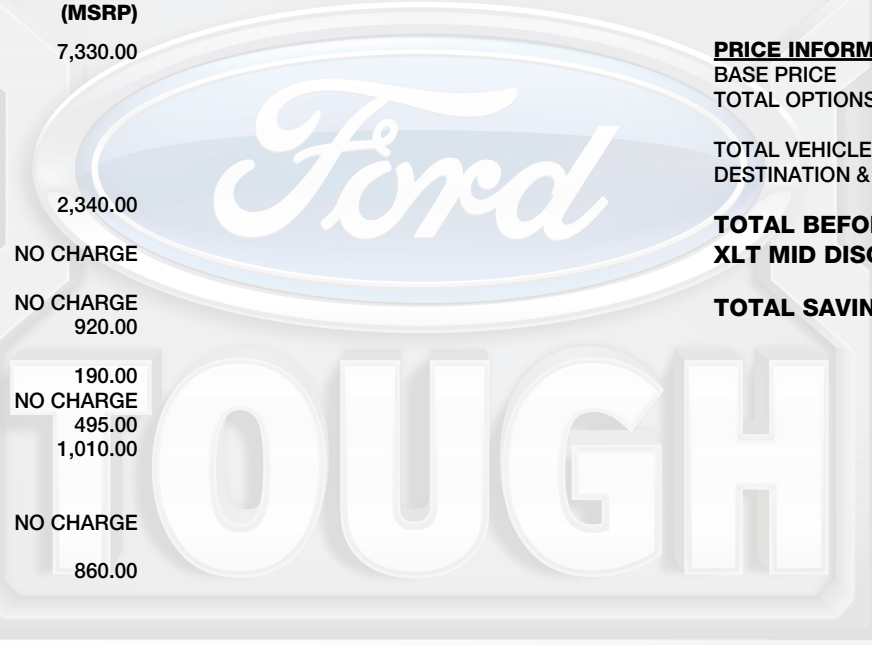 (MSRP)
7,330.00
2,340.00
NO CHARGE
NO CHARGE
920.00
190.00
NO CHARGE
495.00
1,010.00
NO CHARGE
860.00
PRICE INFORM
BASE PRICE
TOTAL OPTIONS
TOTAL VEHICLE
DESTINATION &
TOTAL BEFO
XLT MID DISC
TOTAL SAVIN
Ford
TOUGH